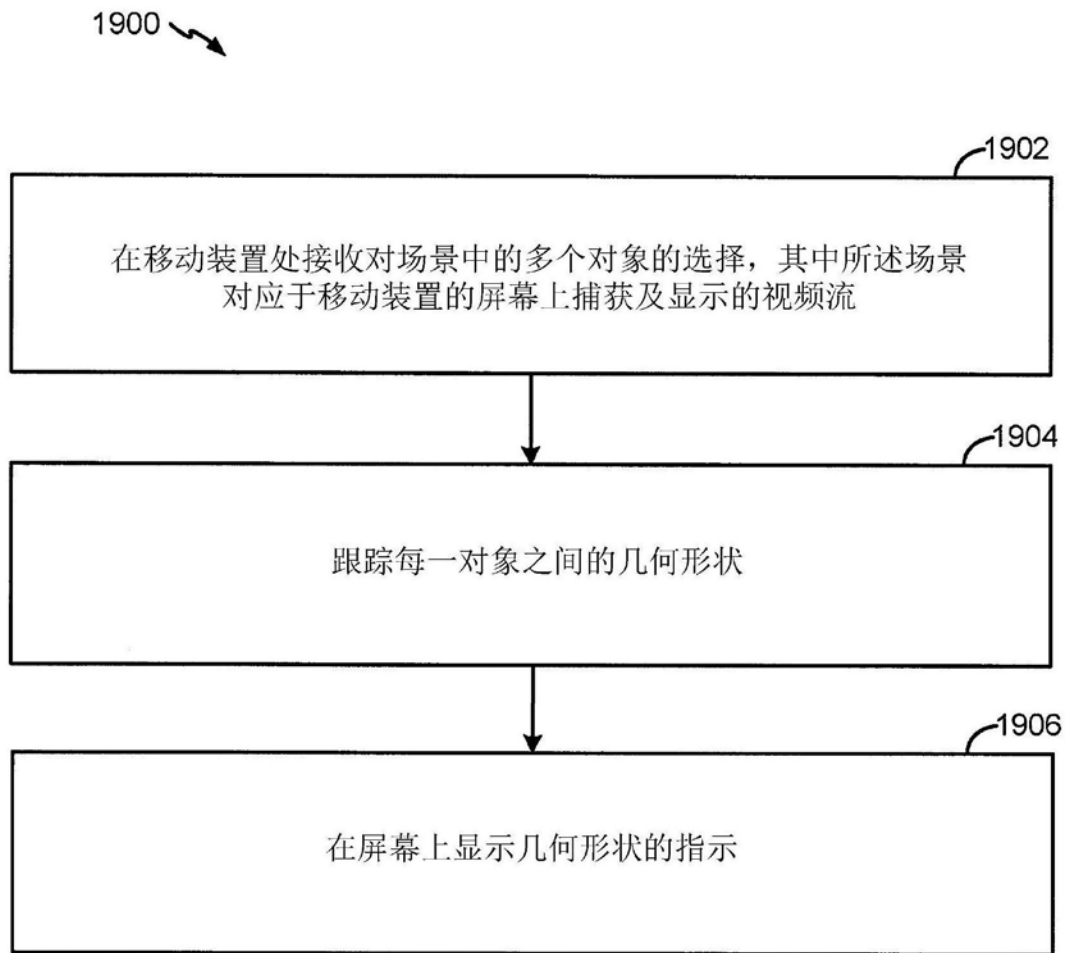 1900
1902
在移动装置处接收对场景中的多个对象的选择，其中所述场景
对应于移动装置的屏幕上捕获及显示的视频流
1904
跟踪每一对象之间的几何形状
1906
在屏幕上显示几何形状的指示